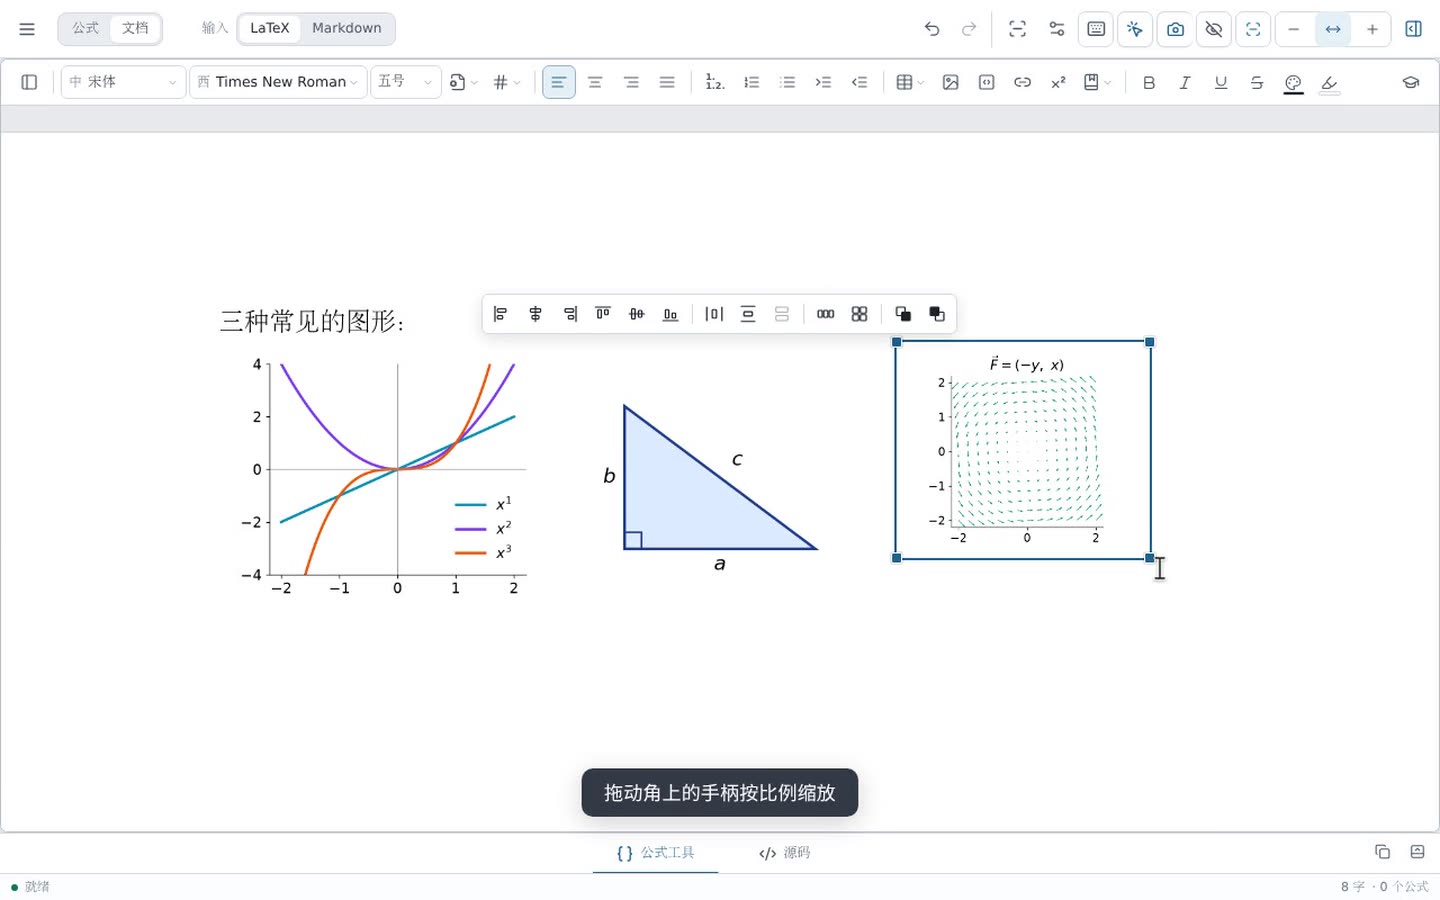 公式 文档 输入 LaTeX Markdown
中 宋体 西 Times New Roman 五号
三种常见的图形:
4
2
0
−2
−4
−2 −1 0 1 2
x¹
x²
x³
b
c
a
F⃗ = (−y, x)
2
1
0
−1
−2
−2 0 2
拖动角上的手柄按比例缩放
{} 公式工具 </> 源码
就绪 8 字 · 0 个公式